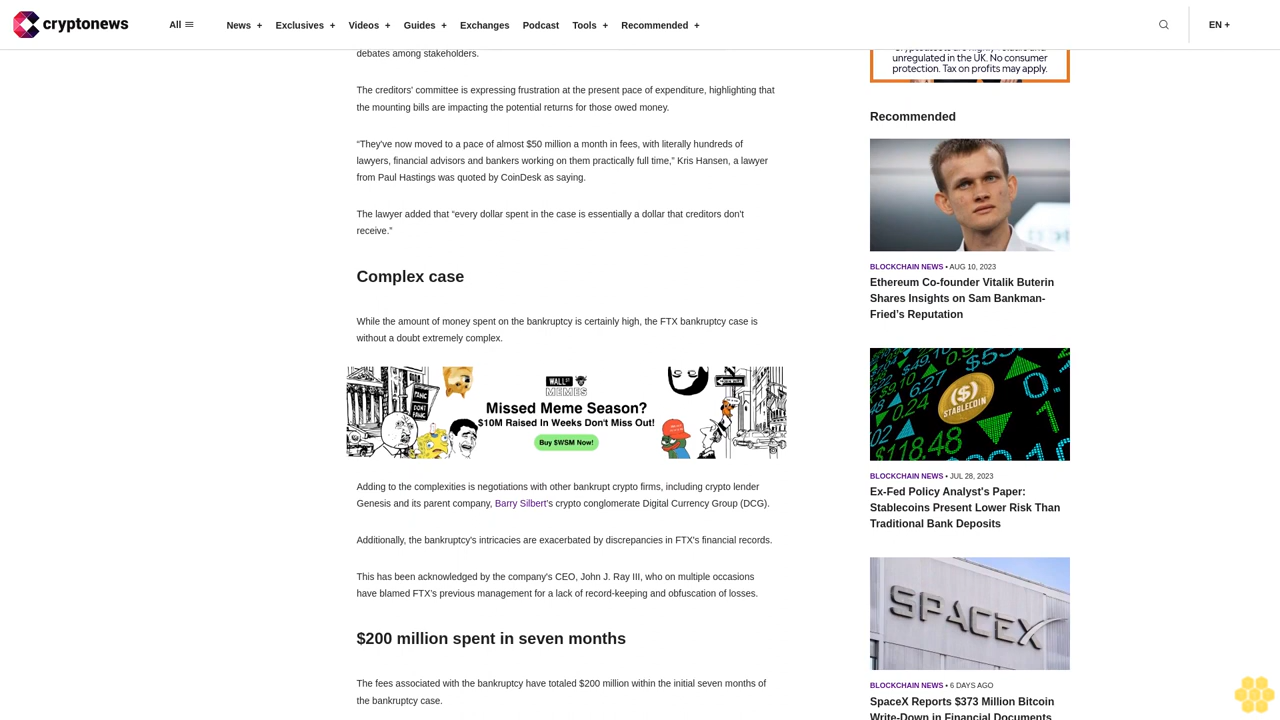 cryptonews
All
News +
Exclusives +
Videos +
Guides +
Exchanges
Podcast
Tools +
Recommended +
EN +
debates among stakeholders.
The creditors' committee is expressing frustration at the present pace of expenditure, highlighting that
the mounting bills are impacting the potential returns for those owed money.
“They've now moved to a pace of almost $50 million a month in fees, with literally hundreds of
lawyers, financial advisors and bankers working on them practically full time,” Kris Hansen, a lawyer
from Paul Hastings was quoted by CoinDesk as saying.
The lawyer added that “every dollar spent in the case is essentially a dollar that creditors don't
receive.”
Complex case
While the amount of money spent on the bankruptcy is certainly high, the FTX bankruptcy case is
without a doubt extremely complex.
PANIC
DON'T
PANIC
WALL ST
MEMES
Missed Meme Season?
$10M Raised In Weeks Don't Miss Out!
Buy $WSM Now!
Adding to the complexities is negotiations with other bankrupt crypto firms, including crypto lender
Genesis and its parent company, Barry Silbert's crypto conglomerate Digital Currency Group (DCG).
Additionally, the bankruptcy's intricacies are exacerbated by discrepancies in FTX's financial records.
This has been acknowledged by the company's CEO, John J. Ray III, who on multiple occasions
have blamed FTX's previous management for a lack of record-keeping and obfuscation of losses.
$200 million spent in seven months
The fees associated with the bankruptcy have totaled $200 million within the initial seven months of
the bankruptcy case.
unregulated in the UK. No consumer
protection. Tax on profits may apply.
Recommended
BLOCKCHAIN NEWS • AUG 10, 2023
Ethereum Co-founder Vitalik Buterin
Shares Insights on Sam Bankman-
Fried’s Reputation
($)
STABLECOIN
$118.48
BLOCKCHAIN NEWS • JUL 28, 2023
Ex-Fed Policy Analyst's Paper:
Stablecoins Present Lower Risk Than
Traditional Bank Deposits
SPACEX
BLOCKCHAIN NEWS • 6 DAYS AGO
SpaceX Reports $373 Million Bitcoin
Write-Down in Financial Documents